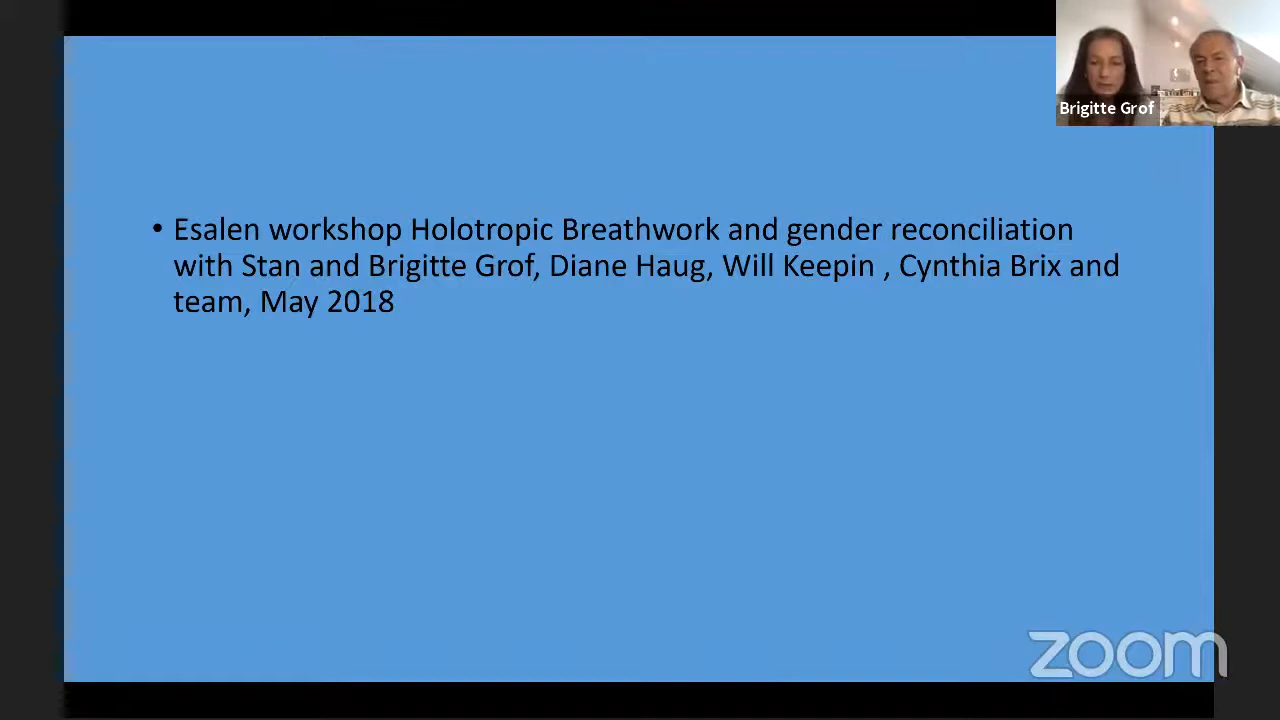 Brigitte Grof
• Esalen workshop Holotropic Breathwork and gender reconciliation
with Stan and Brigitte Grof, Diane Haug, Will Keepin , Cynthia Brix and
team, May 2018
zoom